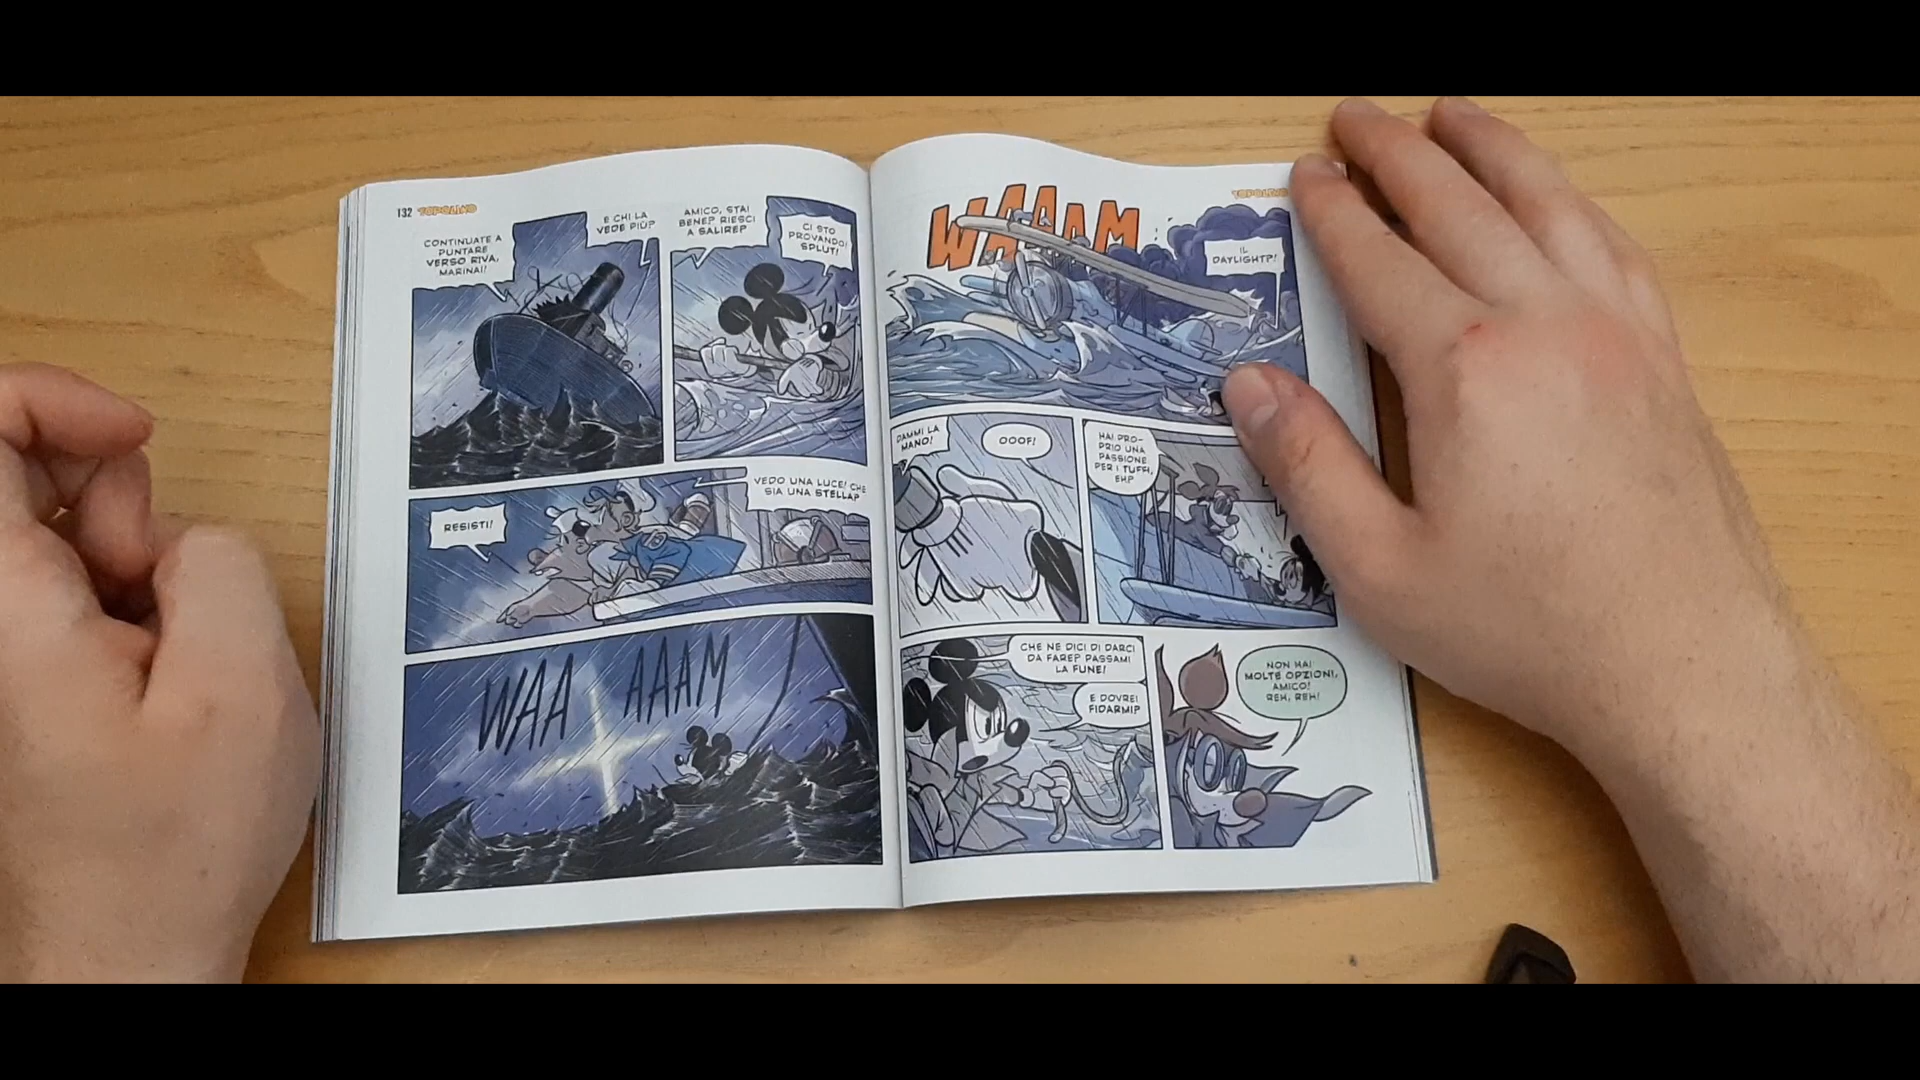 132 TOPOLINO
CONTINUATE A
PUNTARE
VERSO RIVA,
MARINAI!
E CHI LA
VEDE PIÙ?
AMICO, STAI
BENE? RIESCI
A SALIRE?
CI STO
PROVANDO!
SPLUT!
RESISTI!
VEDO UNA LUCE! CHE
SIA UNA STELLA?
WAA AAAM
TOPOLINO
WAAAM
IL
DAYLIGHT?!
DAMMI LA
MANO!
OOOF!
HAI PRO-
PRIO UNA
PASSIONE
PER I TUFFI,
EH?
CHE NE DICI DI DARCI
DA FARE? PASSAMI
LA FUNE!
E DOVREI
FIDARMI?
NON HAI
MOLTE OPZIONI,
AMICO!
REH, REH!